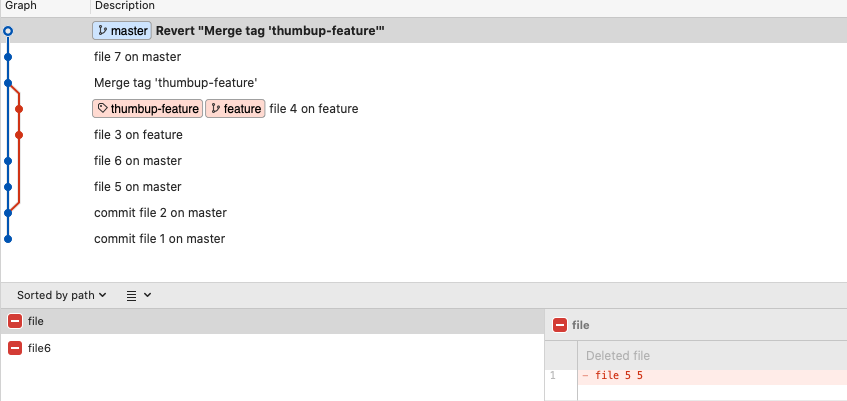 Graph Description
master Revert "Merge tag 'thumbup-feature'"
file 7 on master
Merge tag 'thumbup-feature'
thumbup-feature feature file 4 on feature
file 3 on feature
file 6 on master
file 5 on master
commit file 2 on master
commit file 1 on master
Sorted by path
file
file6
file
Deleted file
1 - file 5 5